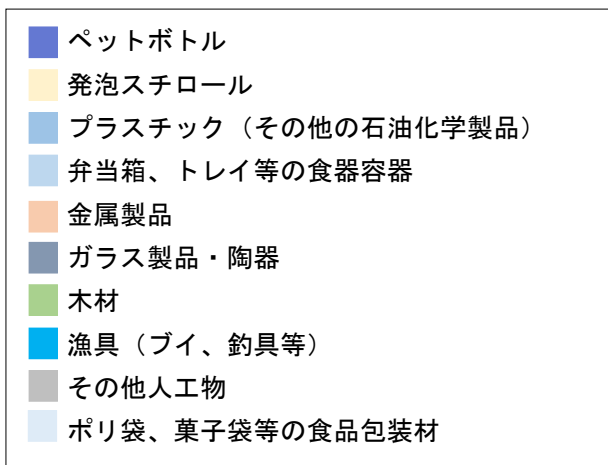 ペットボトル
発泡スチロール
プラスチック（その他の石油化学製品）
弁当箱、トレイ等の食器容器
金属製品
ガラス製品・陶器
木材
漁具（ブイ、釣具等）
その他人工物
ポリ袋、菓子袋等の食品包装材